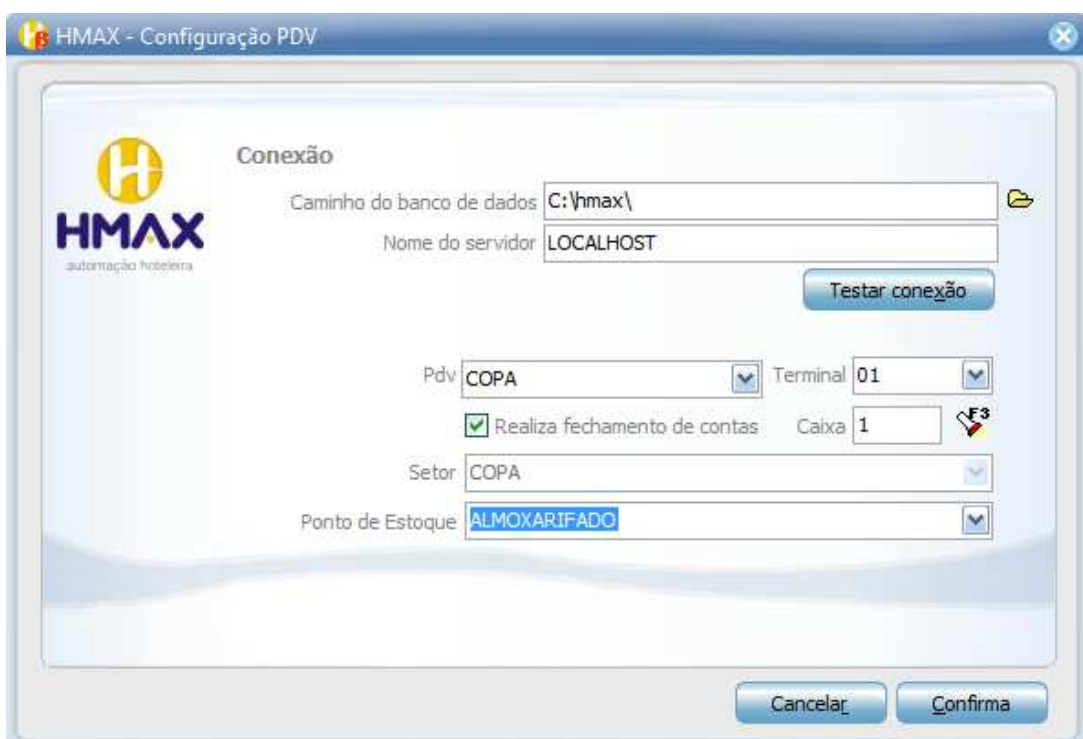 HMAX - Configuração PDV
HMAX
automação hoteleira
Conexão
Caminho do banco de dados C:\hmax\
Nome do servidor LOCALHOST
Testar conexão
Pdv COPA Terminal 01
Realiza fechamento de contas Caixa 1 F3
Setor COPA
Ponto de Estoque ALMOXARIFADO
Cancelar Confirma